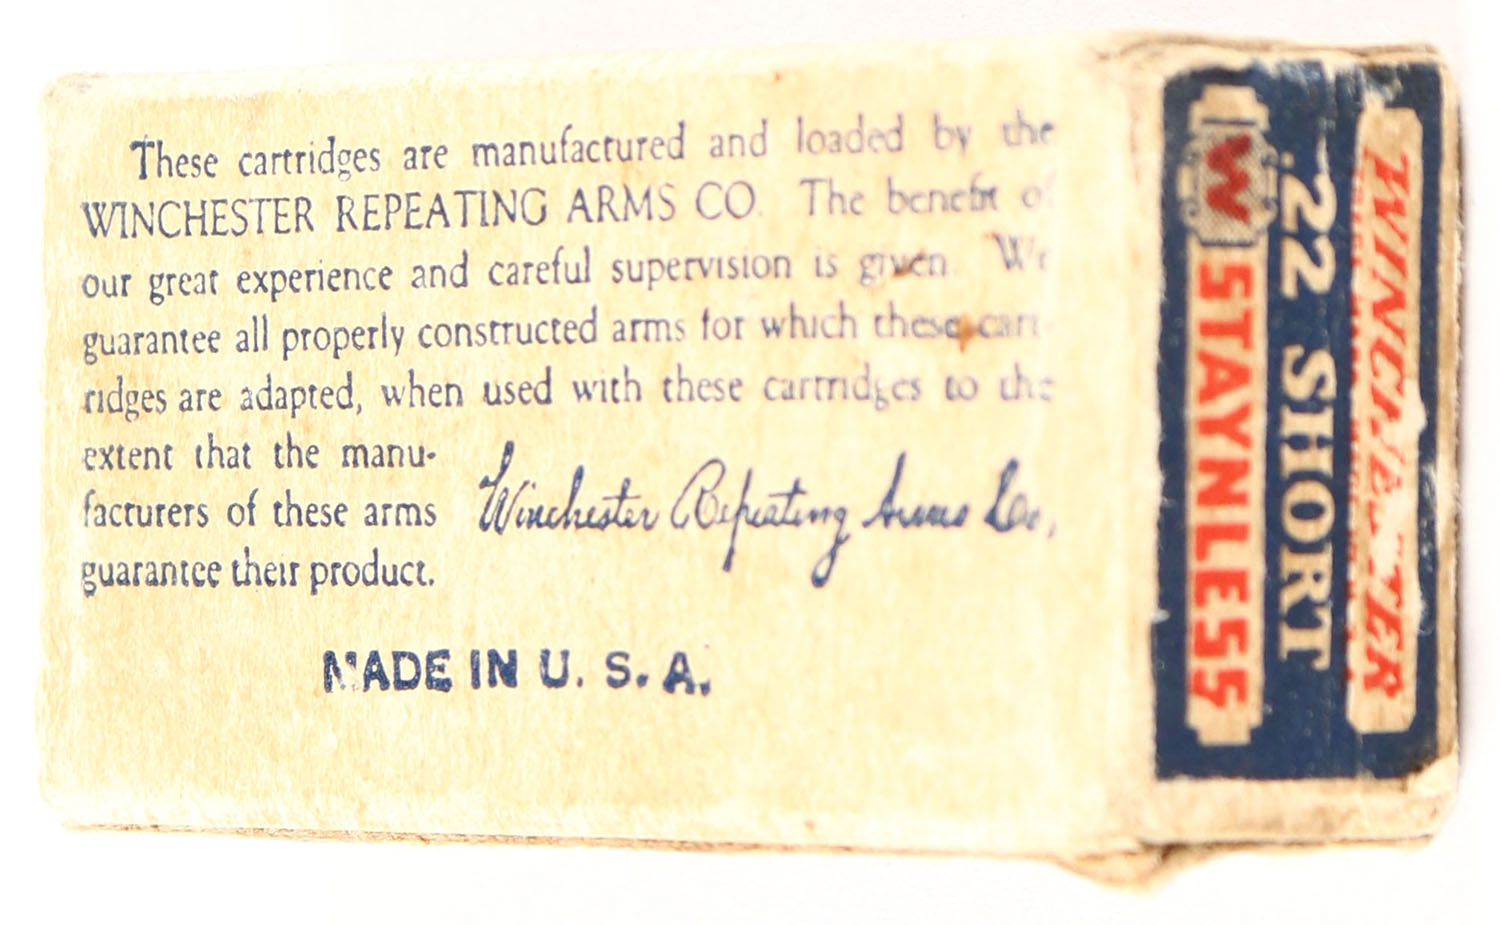 These cartridges are manufactured and loaded by the
WINCHESTER REPEATING ARMS CO. The benefit of
our great experience and careful supervision is given. We
guarantee all properly constructed arms for which these cart-
ridges are adapted, when used with these cartridges to the
extent that the manu-
facturers of these arms
guarantee their product.
Winchester Repeating Arms Co.
MADE IN U. S. A.
WINCHESTER
.22 SHORT
W
STAYNLESS